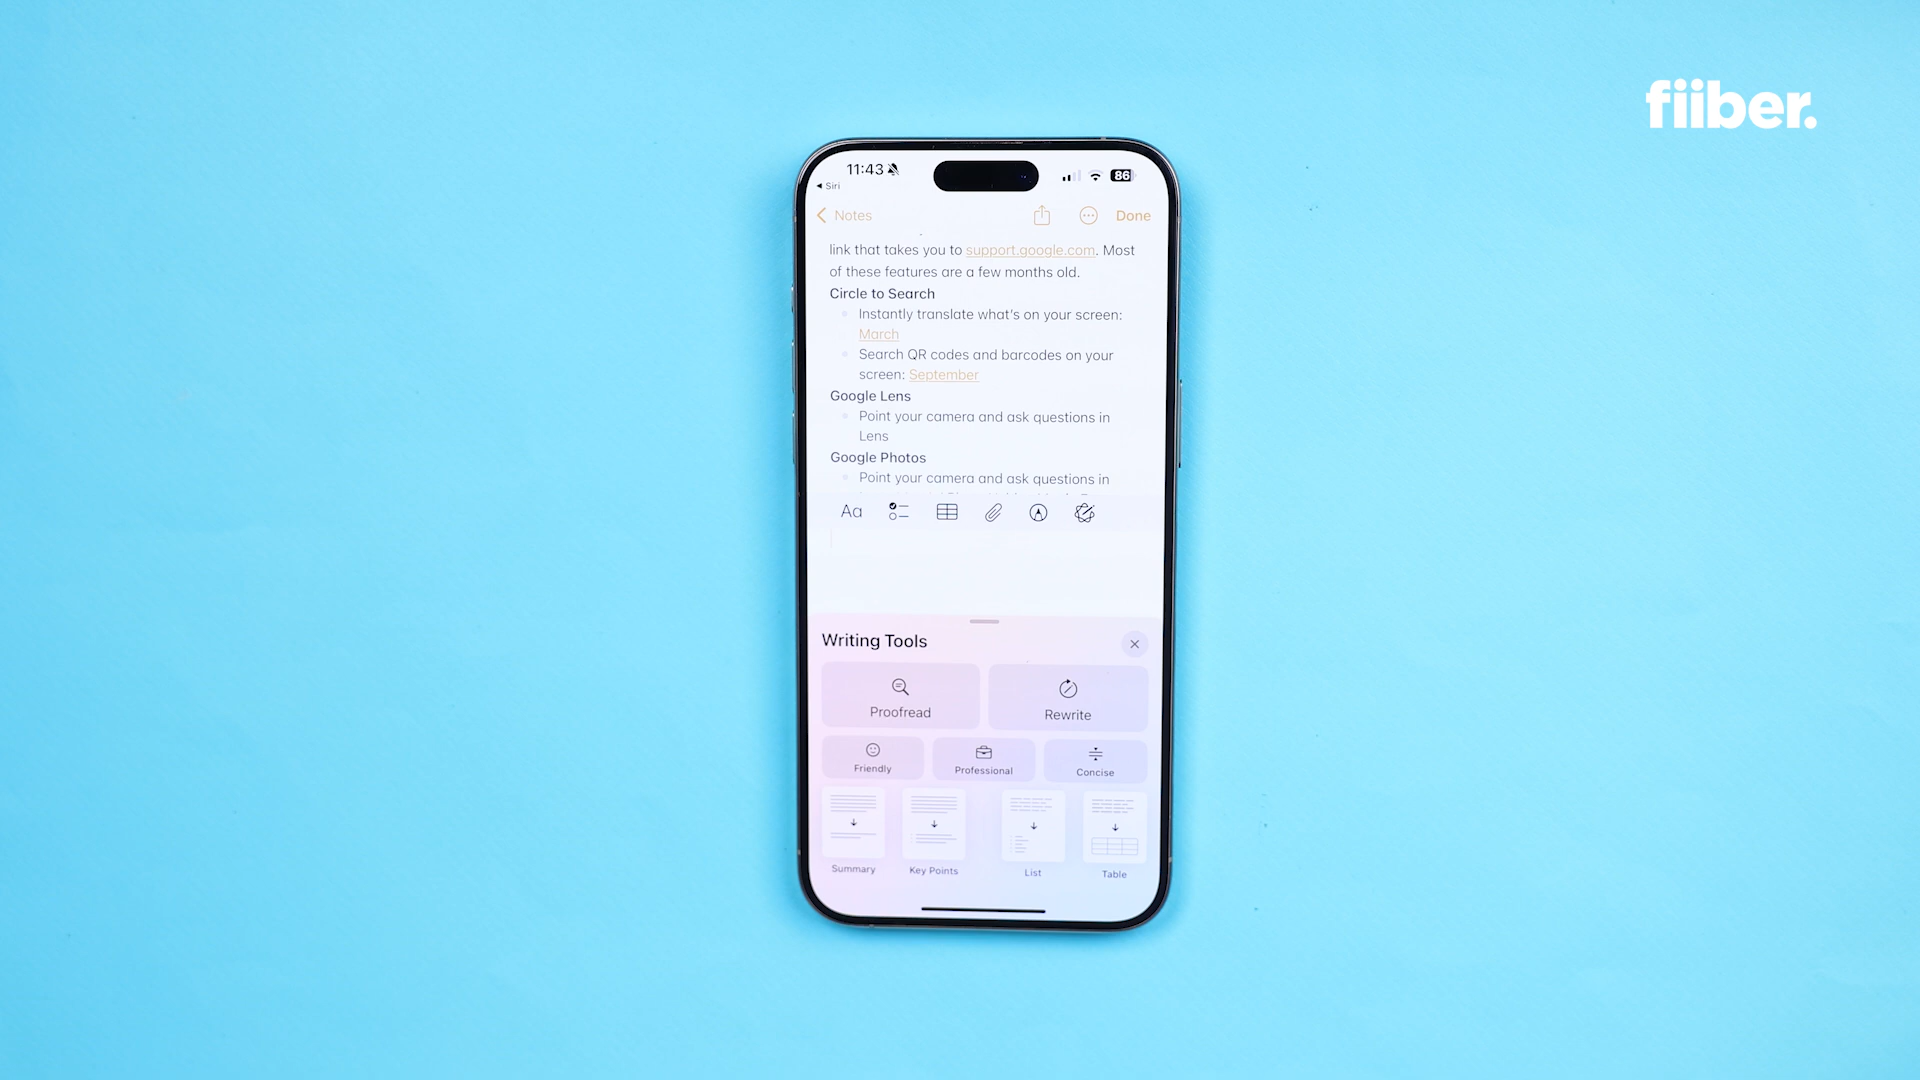 fiiber.
11:43
86
Siri
Notes
Done
link that takes you to support.google.com. Most
of these features are a few months old.
Circle to Search
Instantly translate what's on your screen:
March
Search QR codes and barcodes on your
screen: September
Google Lens
Point your camera and ask questions in
Lens
Google Photos
Point your camera and ask questions in
Aa
Writing Tools
Proofread
Rewrite
Friendly
Professional
Concise
Summary
Key Points
List
Table